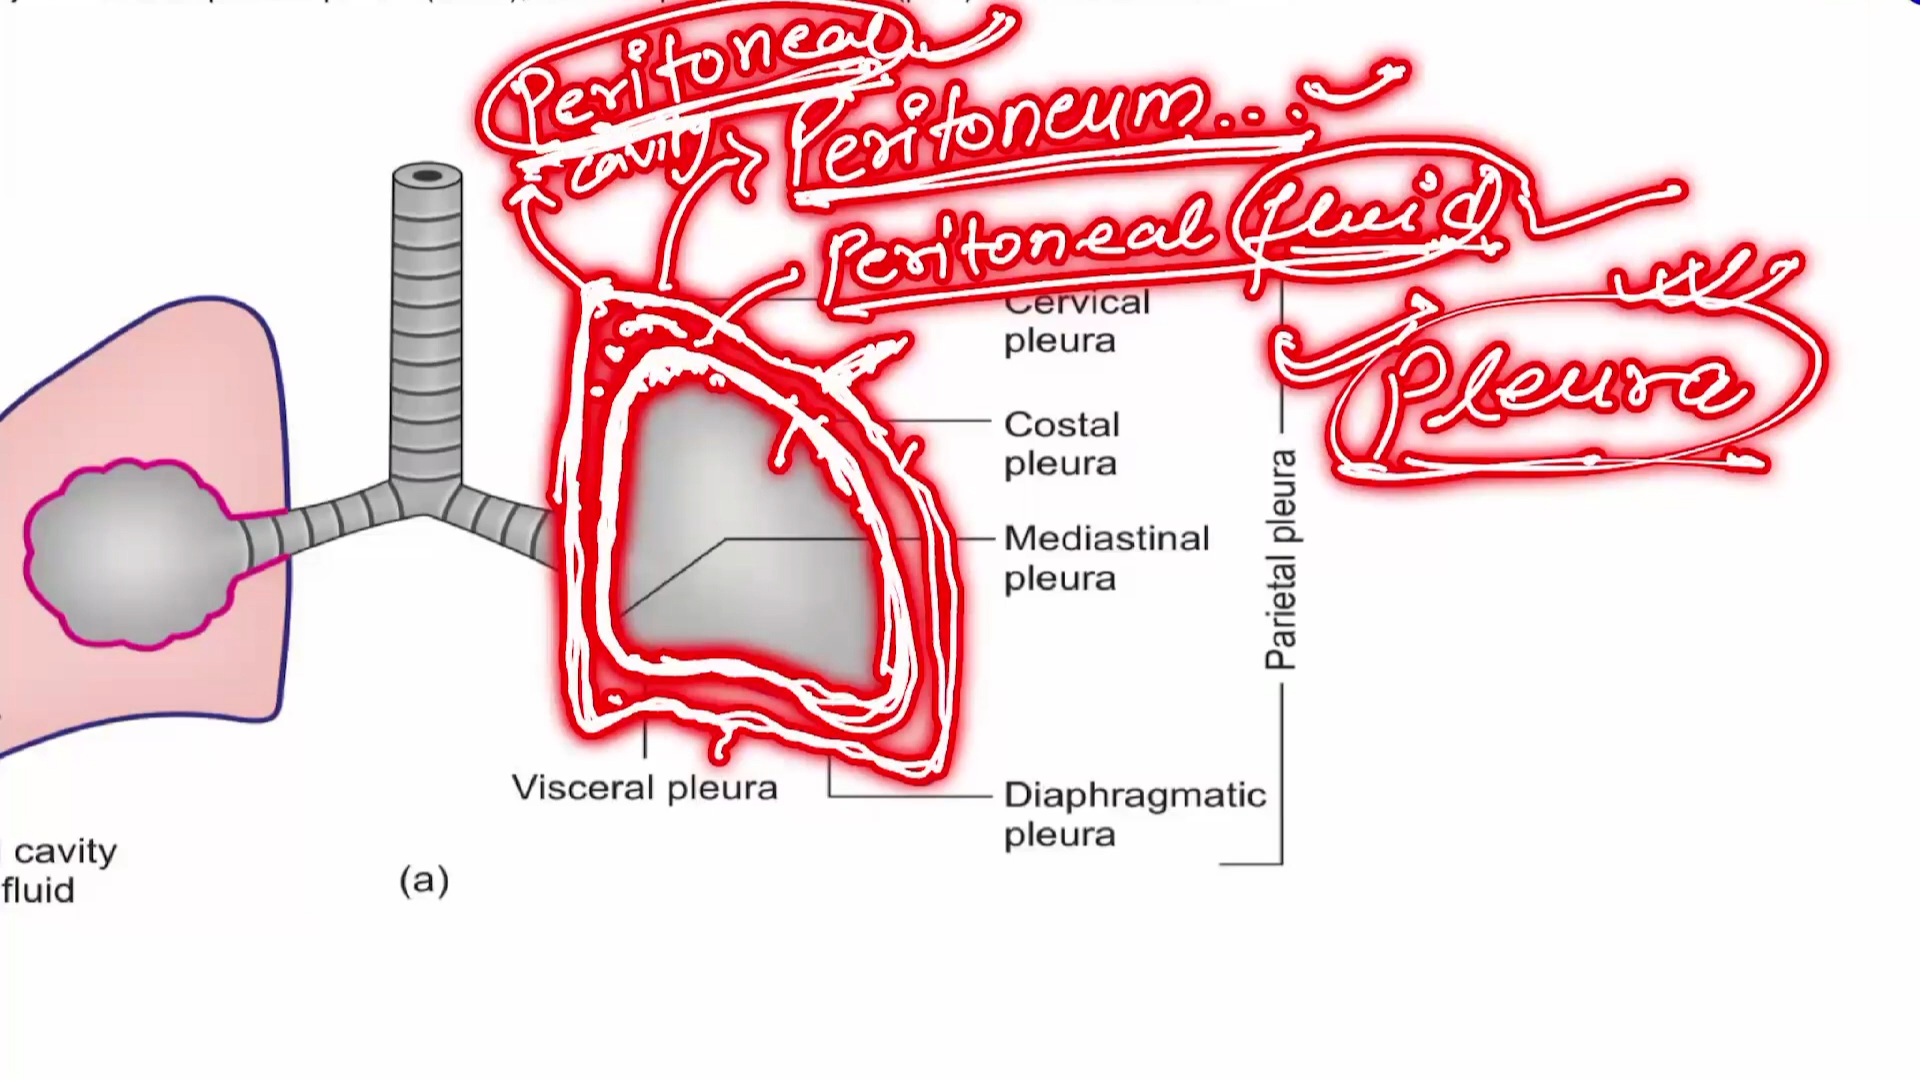 Peritoneal
cavity
Peritoneum...
Peritoneal fluid
Pleura
Cervical
pleura
Costal
pleura
Mediastinal
pleura
Parietal pleura
Visceral pleura
Diaphragmatic
pleura
cavity
fluid
(a)